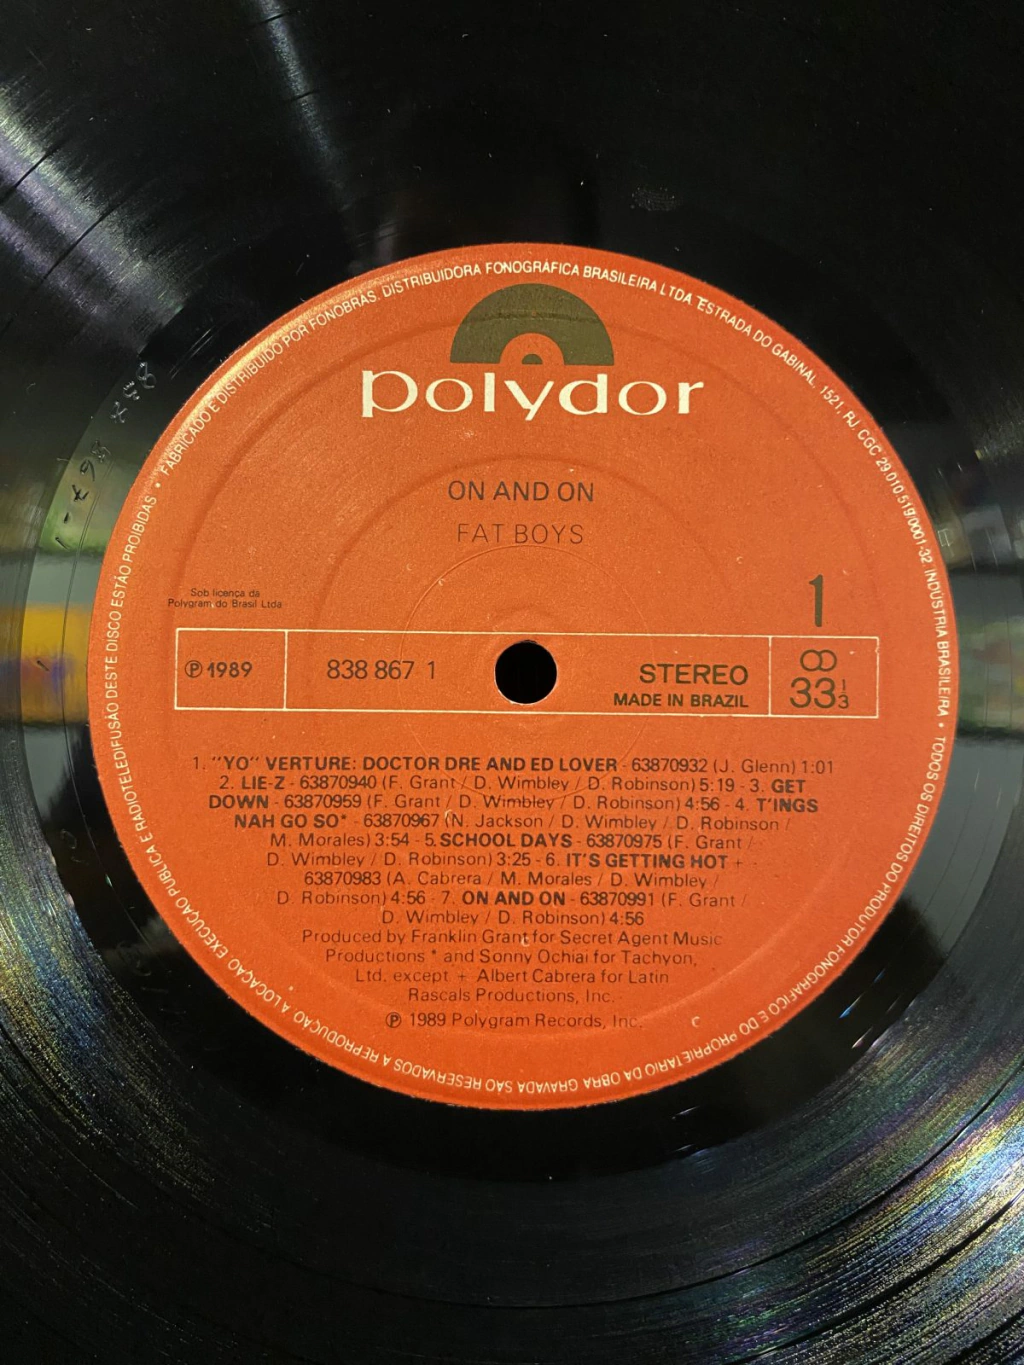 FABRICADO E DISTRIBUIDO POR FONOBRAS. DISTRIBUIDORA FONOGRÁFICA BRASILEIRA LTDA "ESTRADA DO GABINAL, 1521, RJ. CGC 29.010.519/0001-32 INDÚSTRIA BRASILEIRA • TODOS OS DIREITOS DO PRODUTOR FONOGRÁFICO E DO PROPRIETÁRIO DA OBRA GRAVADA SÃO RESERVADOS A REPRODUÇÃO A LOCAÇÃO EXECUÇÃO PÚBLICA E RADIOTELEDIFUSÃO DESTE DISCO ESTÃO PROIBIDAS •
polydor
ON AND ON
FAT BOYS
1
Sob licença da
Polygram do Brasil Ltda
Ⓟ 1989
838 867 1
STEREO
MADE IN BRAZIL
33 1/3
1. "YO" VERTURE: DOCTOR DRE AND ED LOVER - 63870932 (J. Glenn) 1:01
2. LIE-Z - 63870940 (F. Grant / D. Wimbley / D. Robinson) 5:19 - 3. GET
DOWN - 63870959 (F. Grant / D. Wimbley / D. Robinson) 4:56 - 4. T'INGS
NAH GO SO* - 63870967 (N. Jackson / D. Wimbley / D. Robinson /
M. Morales) 3:54 - 5. SCHOOL DAYS - 63870975 (F. Grant /
D. Wimbley / D. Robinson) 3:25 - 6. IT'S GETTING HOT + -
63870983 (A. Cabrera / M. Morales / D. Wimbley /
D. Robinson) 4:56 - 7. ON AND ON - 63870991 (F. Grant /
D. Wimbley / D. Robinson) 4:56
Produced by Franklin Grant for Secret Agent Music
Productions * and Sonny Ochiai for Tachyon,
Ltd. except + Albert Cabrera for Latin
Rascals Productions, Inc.
Ⓟ 1989 Polygram Records, Inc.